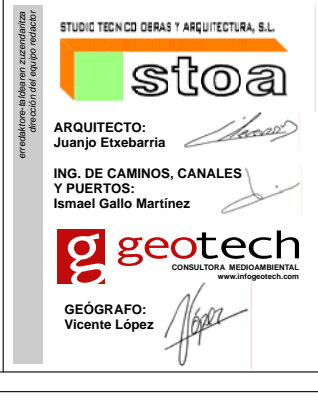 erredaktore-taldearen zuzendaritza
dirección del equipo redactor
STUDIO TECNICO OBRAS Y ARQUITECTURA, S.L.
stoa
ARQUITECTO:
Juanjo Etxebarria
ING. DE CAMINOS, CANALES
Y PUERTOS:
Ismael Gallo Martínez
g geotech
CONSULTORA MEDIOAMBIENTAL
www.infogeotech.com
GEÓGRAFO:
Vicente López
López